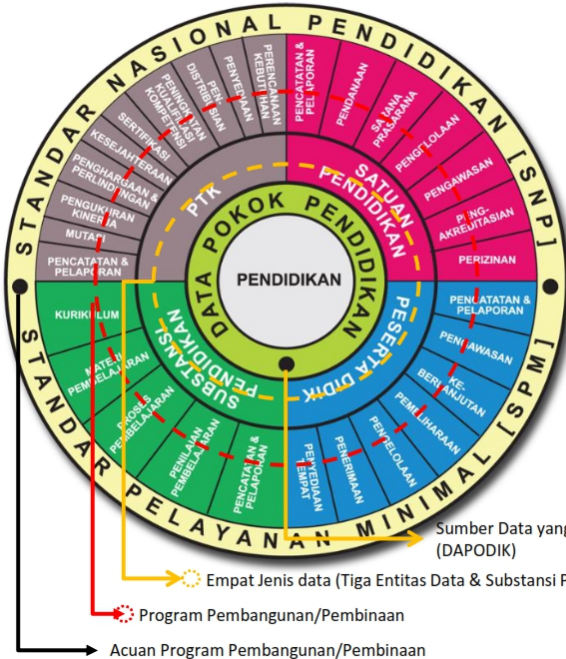 STANDAR NASIONAL PENDIDIKAN [SNP]
STANDAR PELAYANAN MINIMAL [SPM]
PENDIDIKAN
DATA POKOK PENDIDIKAN
PTK
SATUAN
PENDIDIKAN
PESERTA DIDIK
SUBSTANSI
PENDIDIKAN
PERENCANAAN
KEBUTUHAN
PENYEDIAAN
PEN-
DISTRIBUSIAN
PENINGKATAN
KUALIFIKASI
KOMPETENSI
SERTIFIKASI
KESEJAHTERAAN
PENGHARGAAN &
PERLINDUNGAN
PENGUKURAN
KINERJA
MUTASI
PENCATATAN &
PELAPORAN
PENCATATAN &
PELAPORAN
PENDANAAN
SARANA
PRASARANA
PENGELOLAAN
PENGAWASAN
PENG-
AKREDITASIAN
PERIZINAN
PENCATATAN &
PELAPORAN
PENGAWASAN
KE-
BERLANJUTAN
PEMELIHARAAN
PENGELOLAAN
PENERIMAAN
PENYEDIAAN
TEMPAT
KURIKULUM
MATERI
PEMBELAJARAN
PROSES
PEMBELAJARAN
PENILAIAN
PEMBELAJARAN
PENCATATAN &
PELAPORAN
Sumber Data yang
(DAPODIK)
Empat Jenis data (Tiga Entitas Data & Substansi P
Program Pembangunan/Pembinaan
Acuan Program Pembangunan/Pembinaan